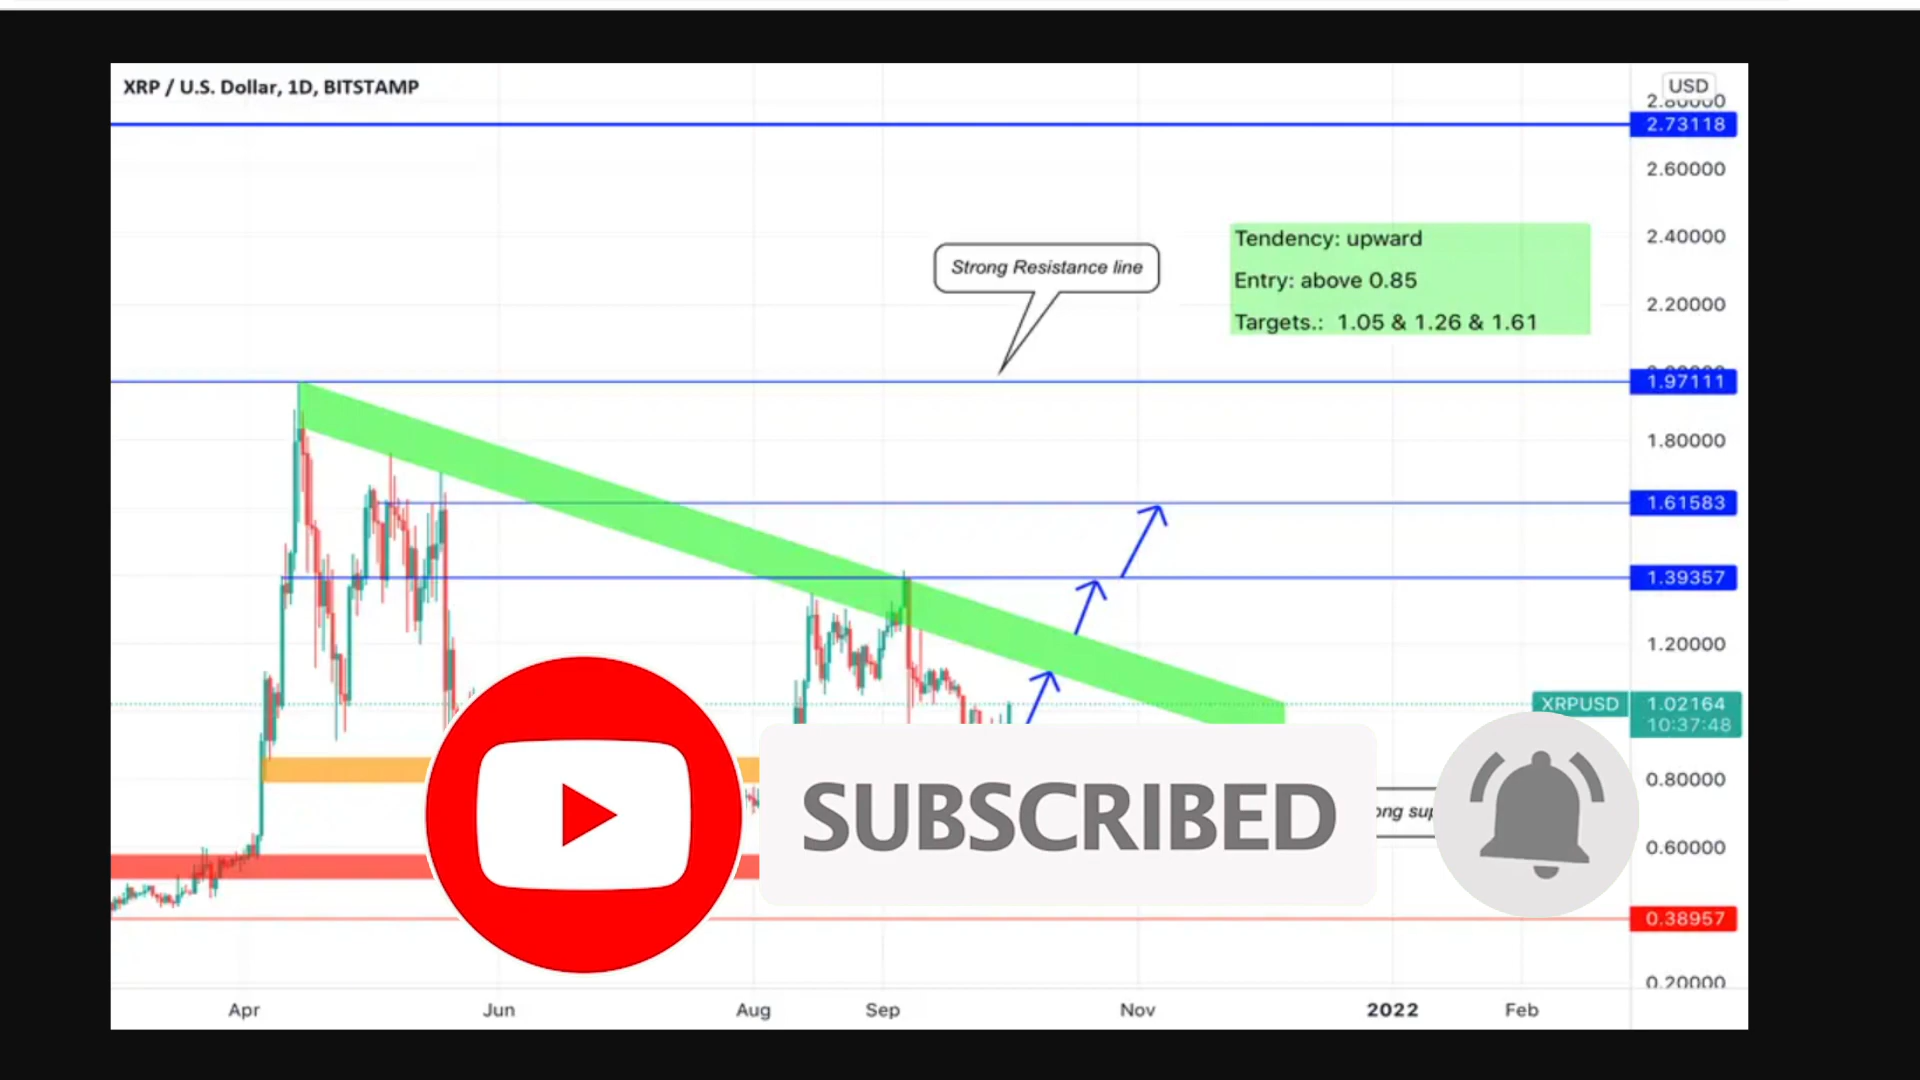 XRP / U.S. Dollar, 1D, BITSTAMP
USD
2.80000
2.73118
2.60000
Tendency: upward
2.40000
Strong Resistance line
Entry: above 0.85
2.20000
Targets.: 1.05 & 1.26 & 1.61
1.97111
1.80000
1.61583
1.39357
1.20000
XRPUSD 1.02164
10:37:48
0.80000
SUBSCRIBED
0.60000
0.38957
0.20000
Apr Jun Aug Sep Nov 2022 Feb